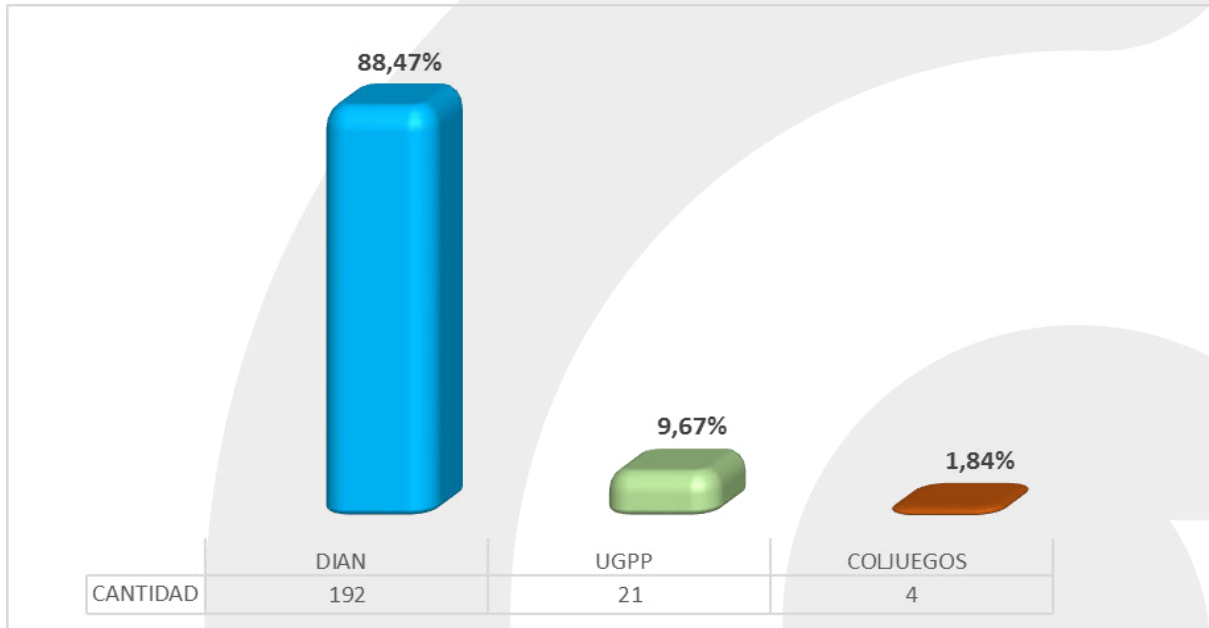 88,47%
9,67%
1,84%
DIAN UGPP COLJUEGOS
CANTIDAD 192 21 4